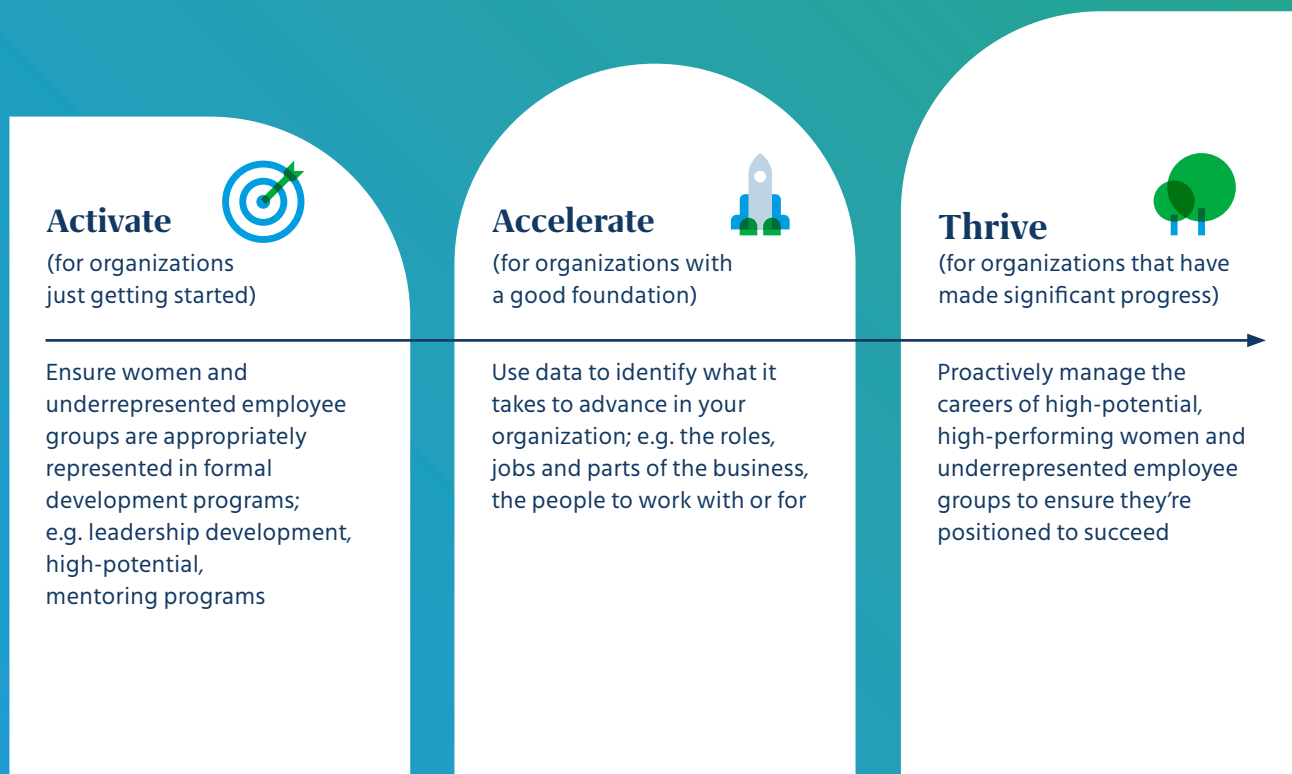 Activate
(for organizations
just getting started)
Ensure women and
underrepresented employee
groups are appropriately
represented in formal
development programs;
e.g. leadership development,
high-potential,
mentoring programs
Accelerate
(for organizations with
a good foundation)
Use data to identify what it
takes to advance in your
organization; e.g. the roles,
jobs and parts of the business,
the people to work with or for
Thrive
(for organizations that have
made significant progress)
Proactively manage the
careers of high-potential,
high-performing women and
underrepresented employee
groups to ensure they’re
positioned to succeed